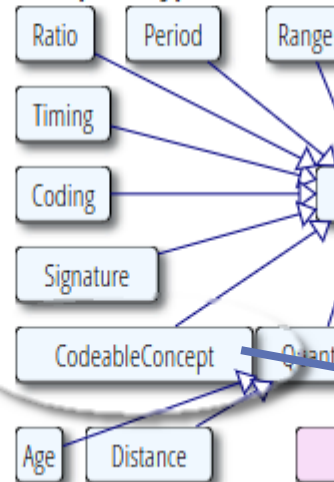 Ratio
Period
Range
Timing
Coding
Signature
CodeableConcept
Age
Distance